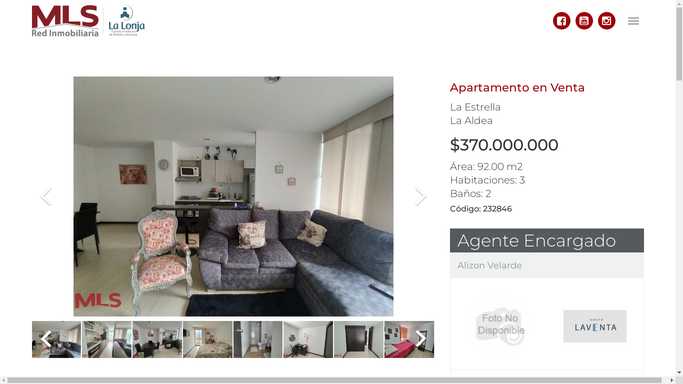 MLS
Red Inmobiliaria
La Lonja
Apartamento en Venta
La Estrella
La Aldea
$370.000.000
Área: 92.00 m2
Habitaciones: 3
Baños: 2
Código: 232846
MLS
Agente Encargado
Alizon Velarde
Foto No
Disponible
LAVENTA